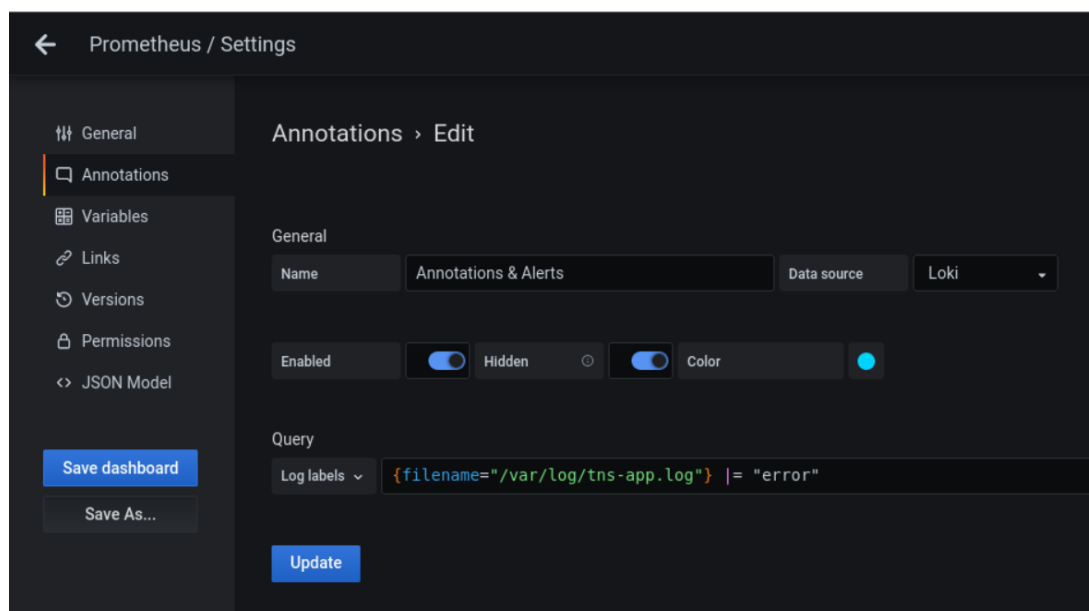 Prometheus / Settings
General
Annotations
Variables
Links
Versions
Permissions
JSON Model
Save dashboard
Save As...
Annotations › Edit
General
Name Annotations & Alerts Data source Loki
Enabled Hidden Color
Query
Log labels {filename="/var/log/tns-app.log"} |= "error"
Update